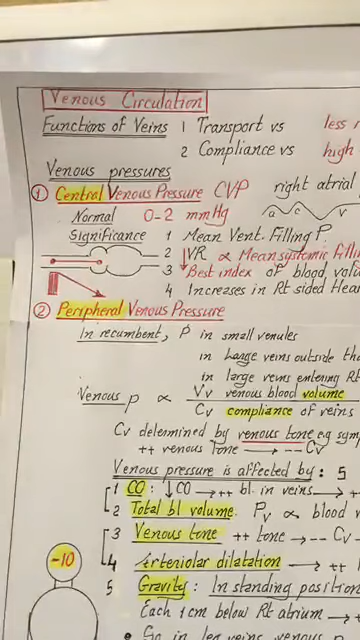 Venous Circulation
Functions of Veins 1 Transport vs less r
2 Compliance vs high
Venous pressures
① Central Venous Pressure CVP right atrial
Normal 0-2 mmHg a c v
Significance 1 Mean Vent. Filling P
2 ↓VR ∝ Mean systemic fillin
3 Best index of blood volu
4 Increases in Rt sided Hear
② Peripheral Venous Pressure
In recumbent, P in small venules
in Large veins outside th
in large veins entering Rt
Venous P ∝ Vv venous blood volume
Cv compliance of veins
Cv determined by venous tone eg symp
++ venous tone → -- Cv
Venous pressure is affected by: 5
1 CO: ↓CO → ++ bl. in veins → +
2 Total bl volume: Pv ∝ blood v
3 Venous tone ++ tone → -- Cv -
4 Arteriolar dilatation → ++ b
-10
5 Gravity: In standing position
Each 1 cm below Rt atrium →
• So in leg veins venous p